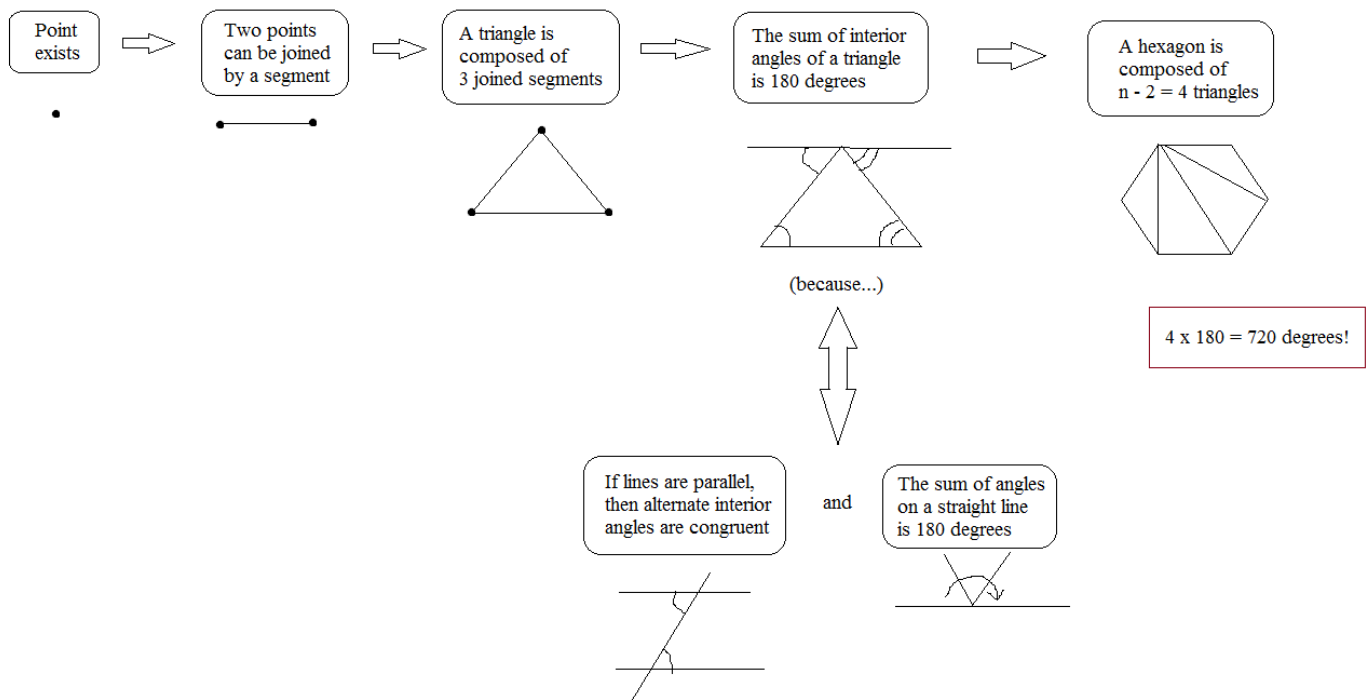 Point
exists
Two points
can be joined
by a segment
A triangle is
composed of
3 joined segments
The sum of interior
angles of a triangle
is 180 degrees
A hexagon is
composed of
n - 2 = 4 triangles
(because...)
4 x 180 = 720 degrees!
If lines are parallel,
then alternate interior
angles are congruent
and
The sum of angles
on a straight line
is 180 degrees